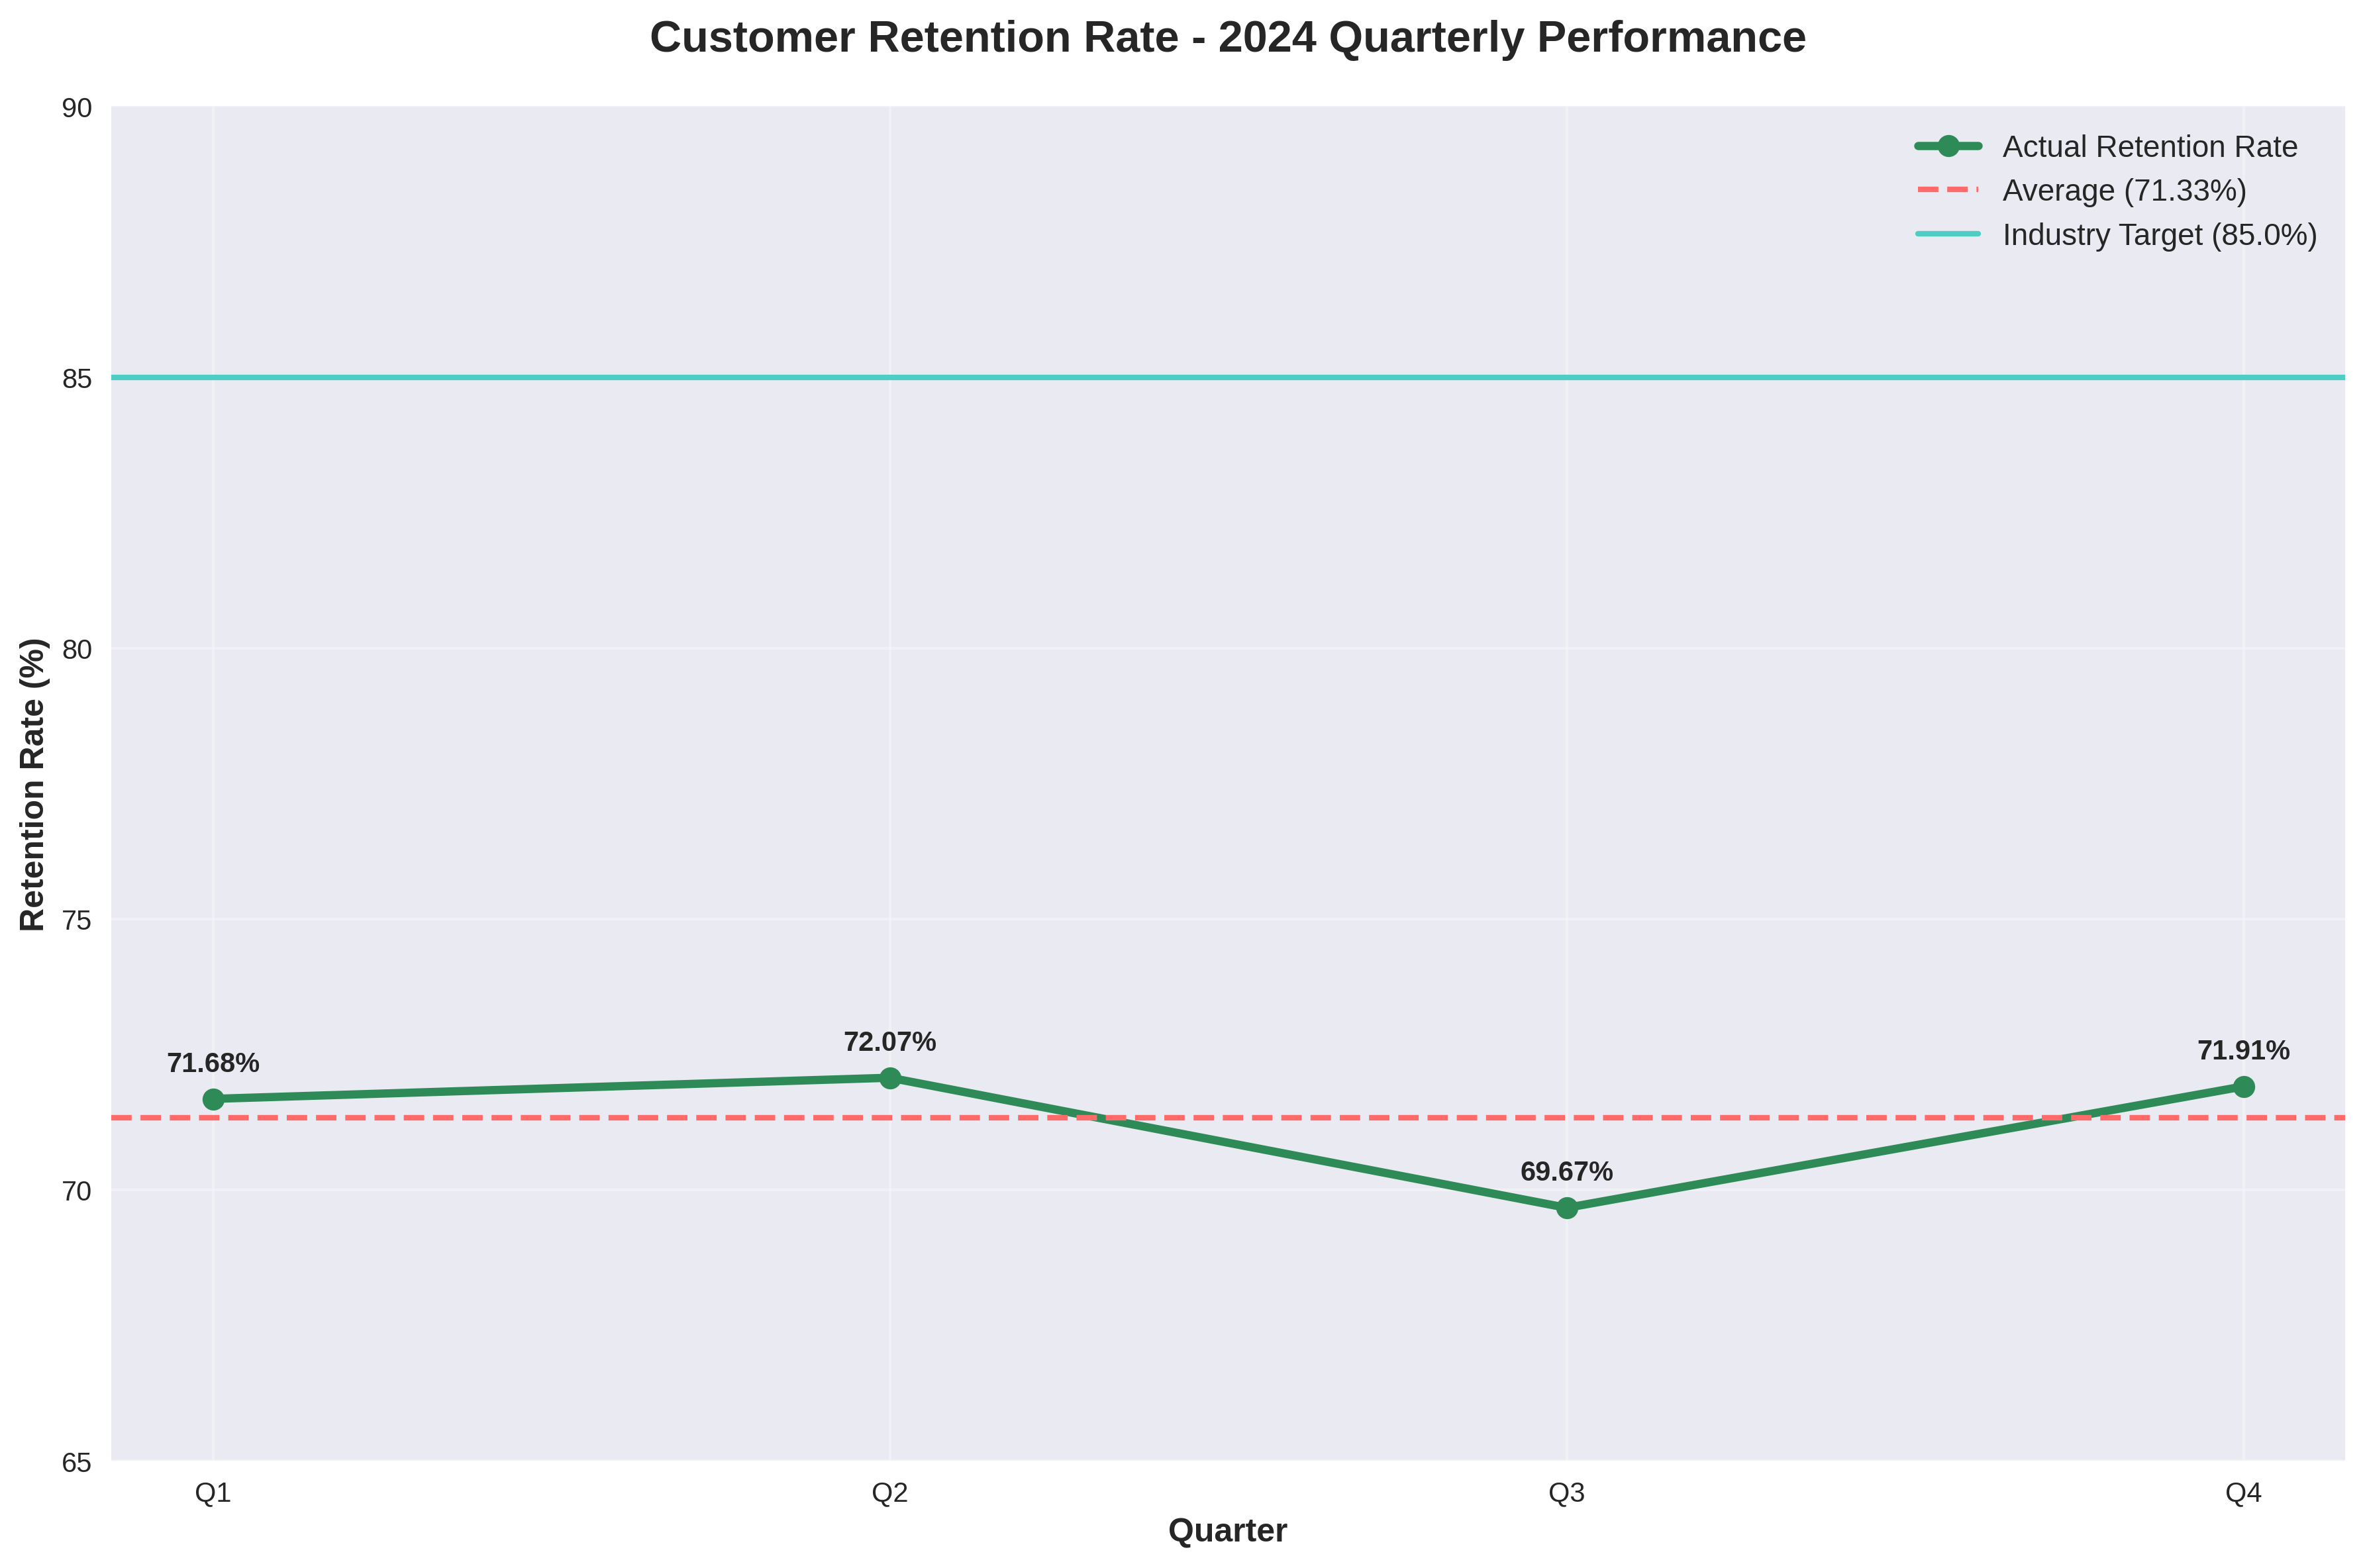 Customer Retention Rate - 2024 Quarterly Performance
Actual Retention Rate
Average (71.33%)
Industry Target (85.0%)
Retention Rate (%)
90
85
80
75
70
65
71.68%
72.07%
69.67%
71.91%
Q1
Q2
Q3
Q4
Quarter